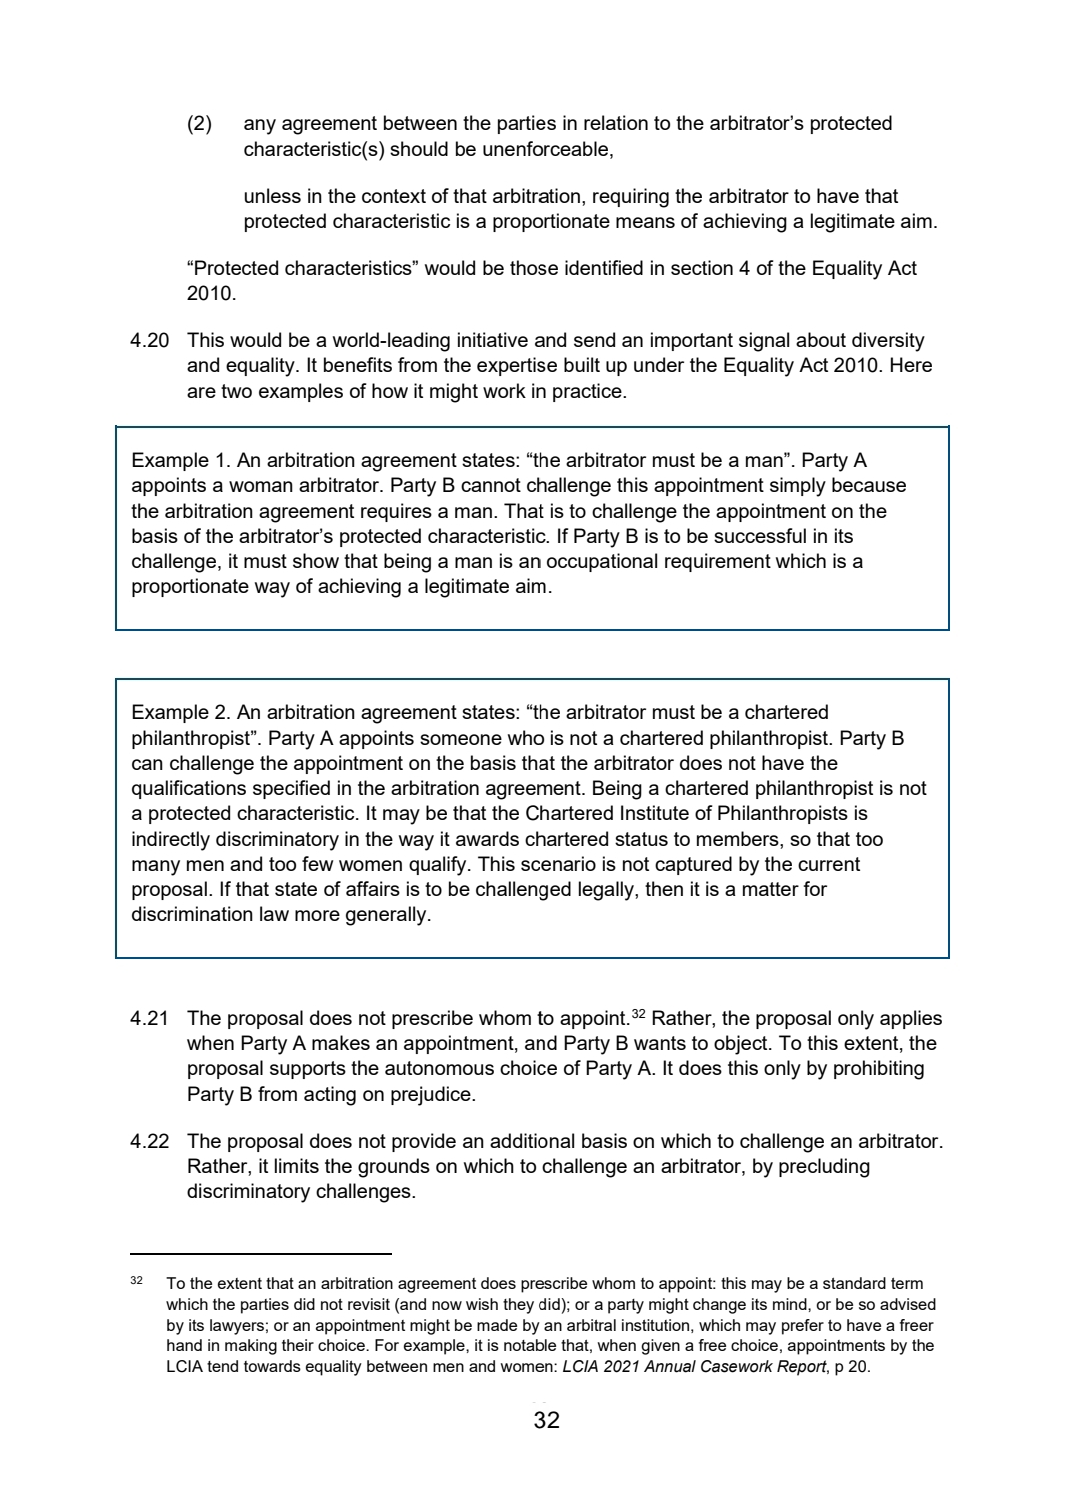 (2) any agreement between the parties in relation to the arbitrator’s protected
characteristic(s) should be unenforceable,
unless in the context of that arbitration, requiring the arbitrator to have that
protected characteristic is a proportionate means of achieving a legitimate aim.
“Protected characteristics” would be those identified in section 4 of the Equality Act
2010.
4.20 This would be a world-leading initiative and send an important signal about diversity
and equality. It benefits from the expertise built up under the Equality Act 2010. Here
are two examples of how it might work in practice.
Example 1. An arbitration agreement states: “the arbitrator must be a man”. Party A
appoints a woman arbitrator. Party B cannot challenge this appointment simply because
the arbitration agreement requires a man. That is to challenge the appointment on the
basis of the arbitrator’s protected characteristic. If Party B is to be successful in its
challenge, it must show that being a man is an occupational requirement which is a
proportionate way of achieving a legitimate aim.
Example 2. An arbitration agreement states: “the arbitrator must be a chartered
philanthropist”. Party A appoints someone who is not a chartered philanthropist. Party B
can challenge the appointment on the basis that the arbitrator does not have the
qualifications specified in the arbitration agreement. Being a chartered philanthropist is not
a protected characteristic. It may be that the Chartered Institute of Philanthropists is
indirectly discriminatory in the way it awards chartered status to members, so that too
many men and too few women qualify. This scenario is not captured by the current
proposal. If that state of affairs is to be challenged legally, then it is a matter for
discrimination law more generally.
4.21 The proposal does not prescribe whom to appoint.32 Rather, the proposal only applies
when Party A makes an appointment, and Party B wants to object. To this extent, the
proposal supports the autonomous choice of Party A. It does this only by prohibiting
Party B from acting on prejudice.
4.22 The proposal does not provide an additional basis on which to challenge an arbitrator.
Rather, it limits the grounds on which to challenge an arbitrator, by precluding
discriminatory challenges.
32 To the extent that an arbitration agreement does prescribe whom to appoint: this may be a standard term
which the parties did not revisit (and now wish they did); or a party might change its mind, or be so advised
by its lawyers; or an appointment might be made by an arbitral institution, which may prefer to have a freer
hand in making their choice. For example, it is notable that, when given a free choice, appointments by the
LCIA tend towards equality between men and women: LCIA 2021 Annual Casework Report, p 20.
32